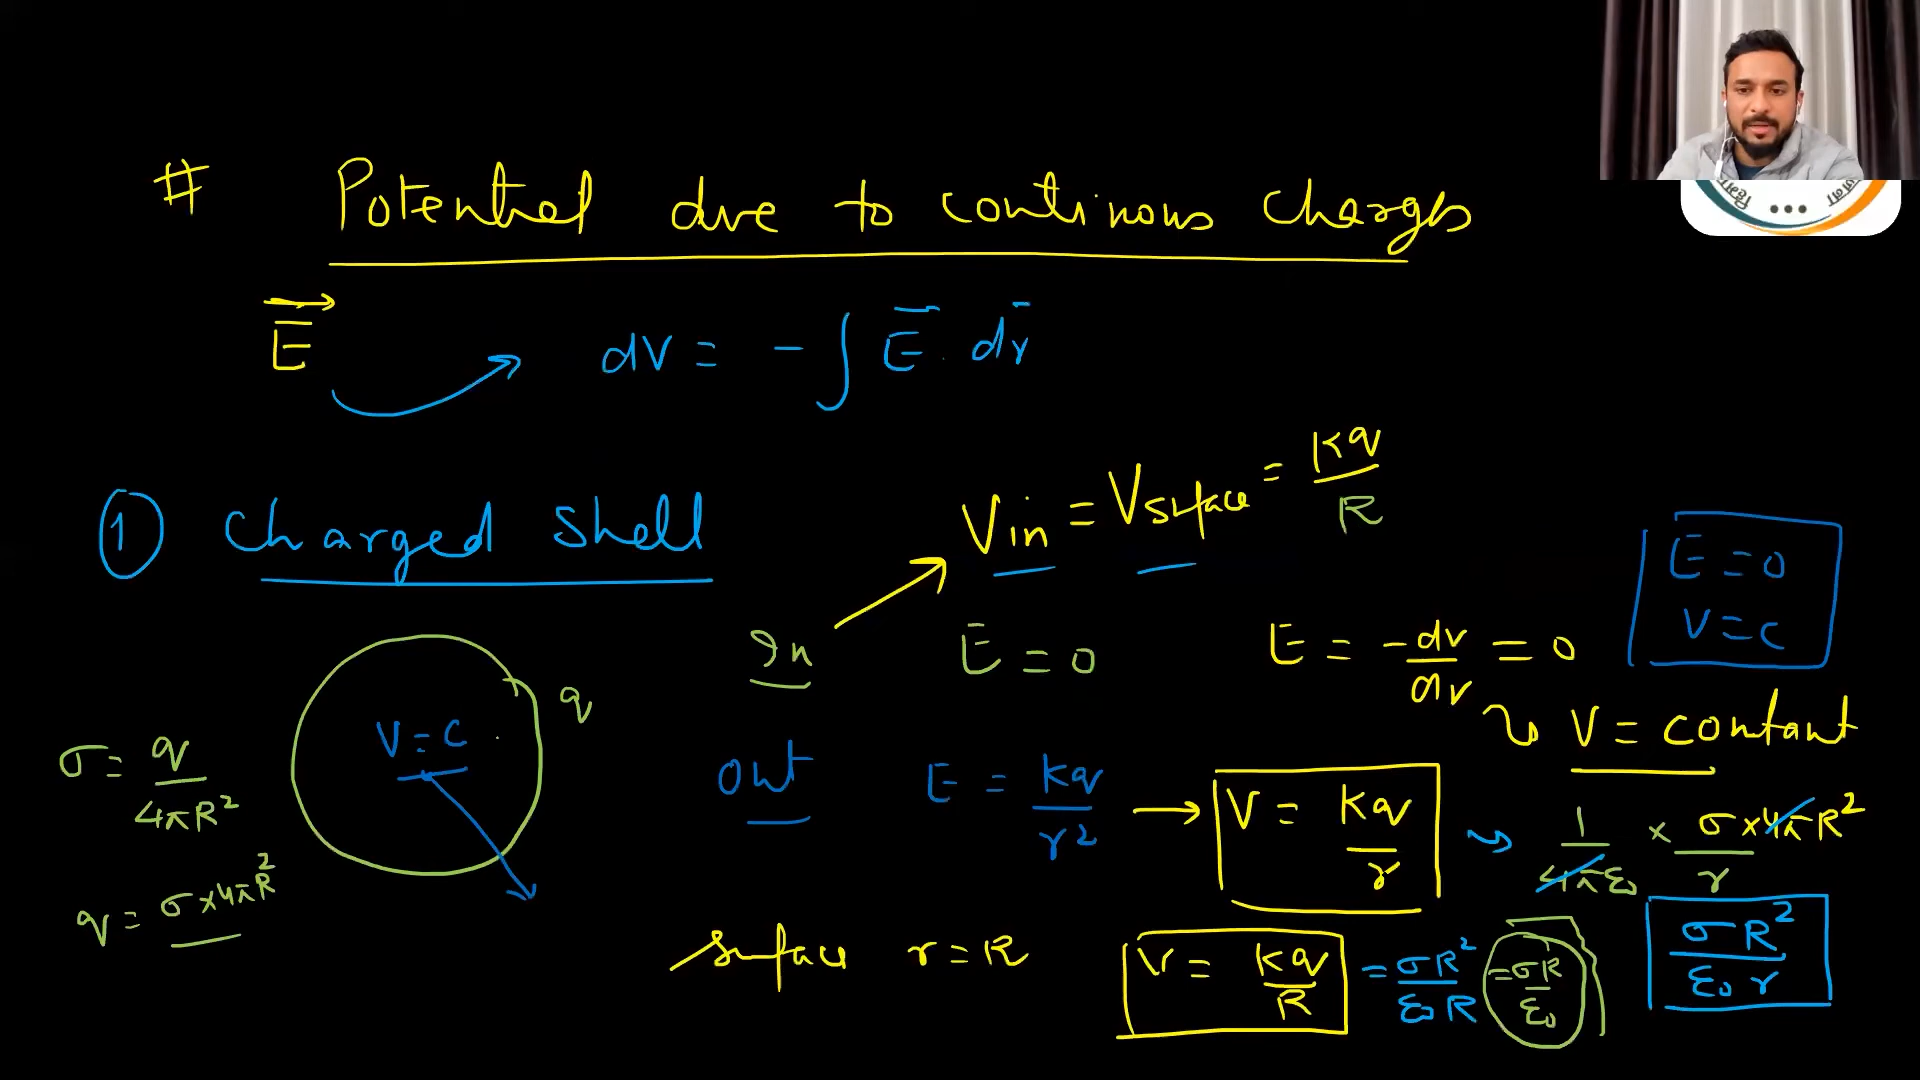 # Potential due to continous charges
E
dV = - ∫ E . dr
① Charged Shell
Vin = Vsurface = Kq/R
In E = 0
E = -dv/dr = 0
E = 0
V = C
V = contant
V = C
q
σ = q/4πR²
q = σ×4πR²
Out E = Kq/r²
V = Kq/r
1/4πε₀ × σ×4πR²/r
σR²/ε₀r
Surface r = R
V = Kq/R = σR²/ε₀R = σR/ε₀